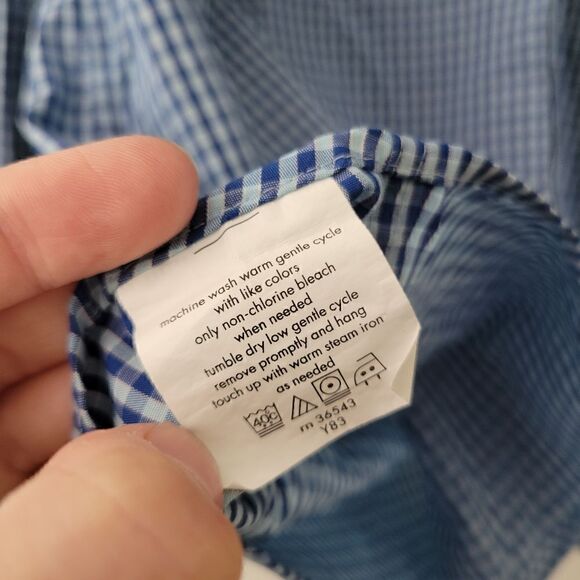 machine wash warm gentle cycle
with like colors
only non-chlorine bleach
when needed
tumble dry low gentle cycle
remove promptly and hang
touch up with warm steam iron
as needed
40C
rn 36543
Y83